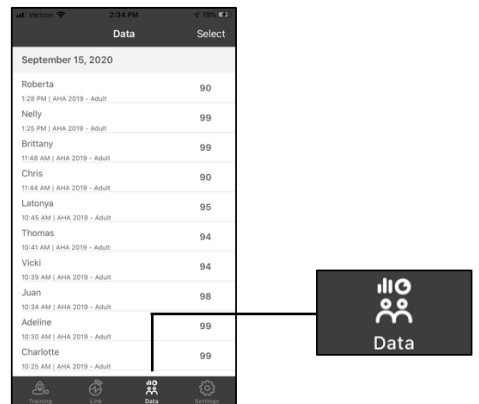 Verizon 2:34 PM 79%
Data Select
September 15, 2020
Roberta 90
1:28 PM | AHA 2019 - Adult
Nelly 99
1:25 PM | AHA 2019 - Adult
Brittany 99
11:48 AM | AHA 2019 - Adult
Chris 90
11:44 AM | AHA 2019 - Adult
Latonya 95
10:45 AM | AHA 2019 - Adult
Thomas 94
10:41 AM | AHA 2019 - Adult
Vicki 94
10:39 AM | AHA 2019 - Adult
Juan 98
10:34 AM | AHA 2019 - Adult
Adeline 99
10:30 AM | AHA 2019 - Adult
Charlotte 99
10:25 AM | AHA 2019 - Adult
Training Link Data Settings
Data